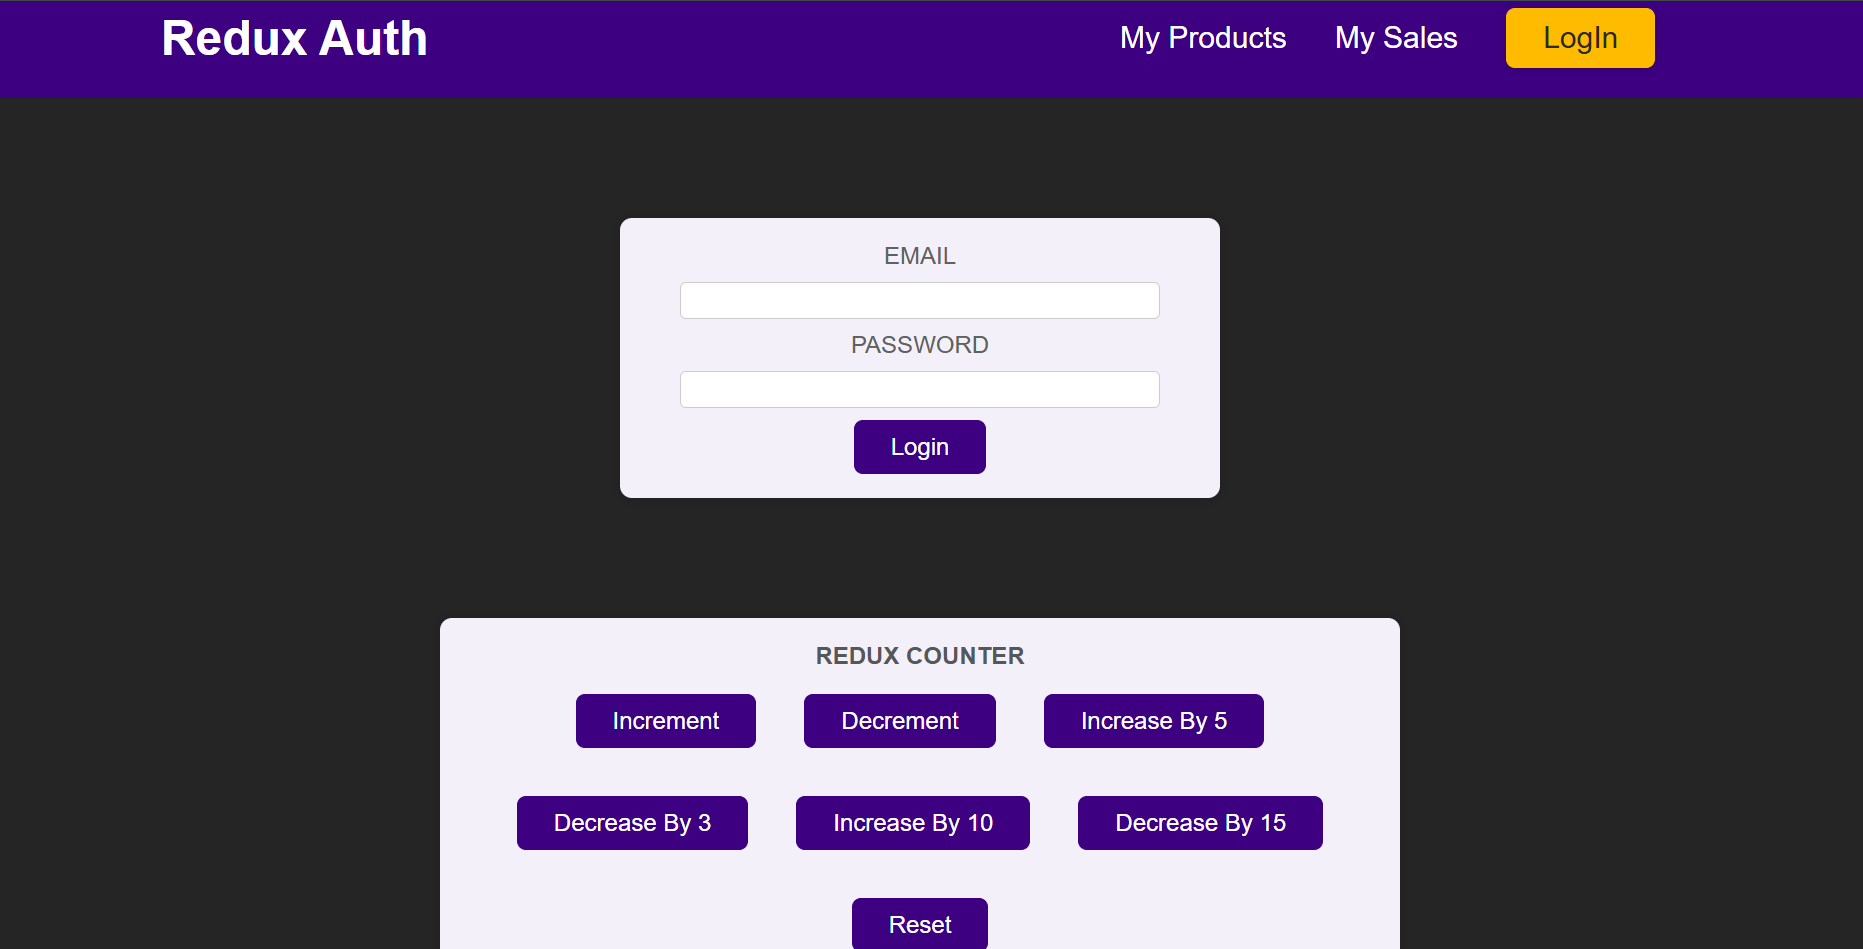 Redux Auth
My Products My Sales LogIn
EMAIL
PASSWORD
Login
REDUX COUNTER
Increment Decrement Increase By 5
Decrease By 3 Increase By 10 Decrease By 15
Reset